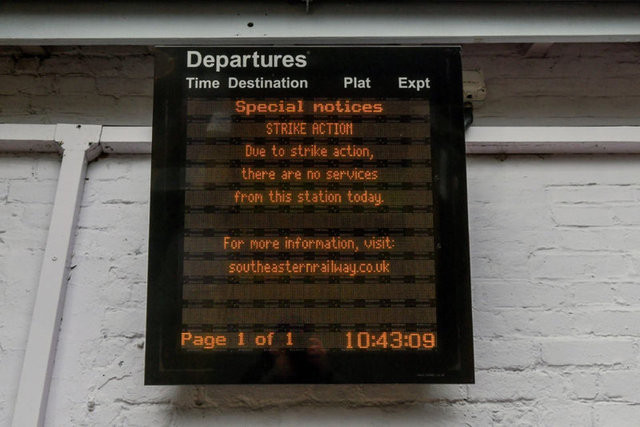 Departures
Time Destination Plat Expt
Special notices
STRIKE ACTION
Due to strike action,
there are no services
from this station today.
For more information, visit:
southeasternrailway.co.uk
Page 1 of 1 10:43:09